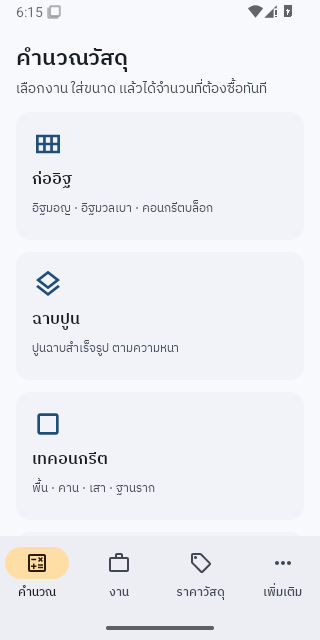 6:15
คำนวณวัสดุ
เลือกงาน ใส่ขนาด แล้วได้จำนวนที่ต้องซื้อทันที
ก่ออิฐ
อิฐมอญ · อิฐมวลเบา · คอนกรีตบล็อก
ฉาบปูน
ปูนฉาบสำเร็จรูป ตามความหนา
เทคอนกรีต
พื้น · คาน · เสา · ฐานราก
คำนวณ
งาน
ราคาวัสดุ
เพิ่มเติม